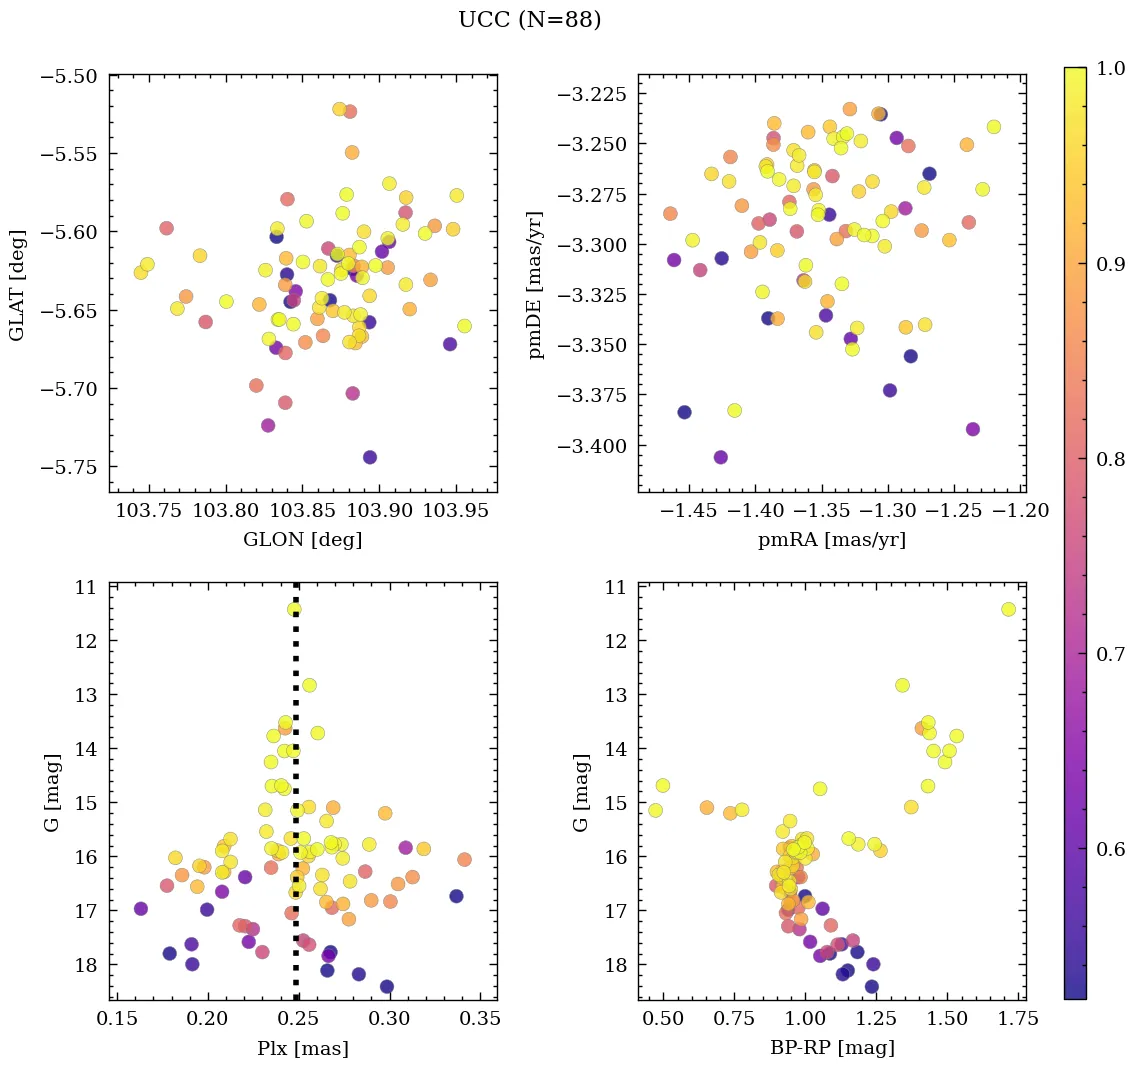 UCC (N=88)
−5.50
−5.55
−5.60
−5.65
−5.70
−5.75
GLAT [deg]
103.75 103.80 103.85 103.90 103.95
GLON [deg]
−3.225
−3.250
−3.275
−3.300
−3.325
−3.350
−3.375
−3.400
pmDE [mas/yr]
−1.45 −1.40 −1.35 −1.30 −1.25 −1.20
pmRA [mas/yr]
11
12
13
14
15
16
17
18
G [mag]
0.15 0.20 0.25 0.30 0.35
Plx [mas]
11
12
13
14
15
16
17
18
G [mag]
0.50 0.75 1.00 1.25 1.50 1.75
BP-RP [mag]
1.0
0.9
0.8
0.7
0.6